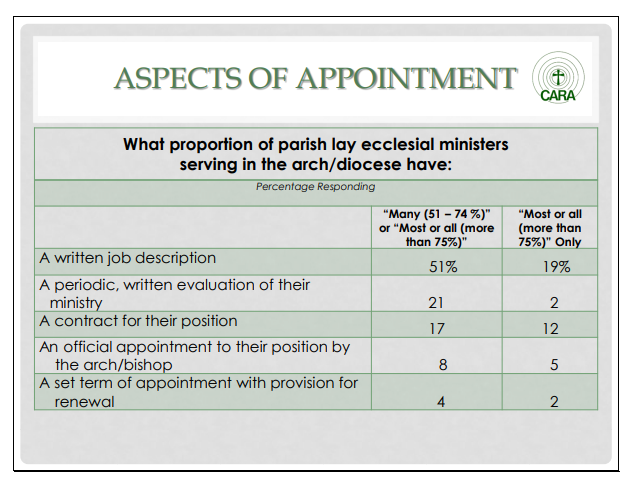 ASPECTS OF APPOINTMENT
CARA
What proportion of parish lay ecclesial ministers
serving in the arch/diocese have:
Percentage Responding
“Many (51 – 74 %)”
or “Most or all (more
than 75%)”
“Most or all
(more than
75%)” Only
A written job description 51% 19%
A periodic, written evaluation of their
ministry 21 2
A contract for their position 17 12
An official appointment to their position by
the arch/bishop 8 5
A set term of appointment with provision for
renewal 4 2